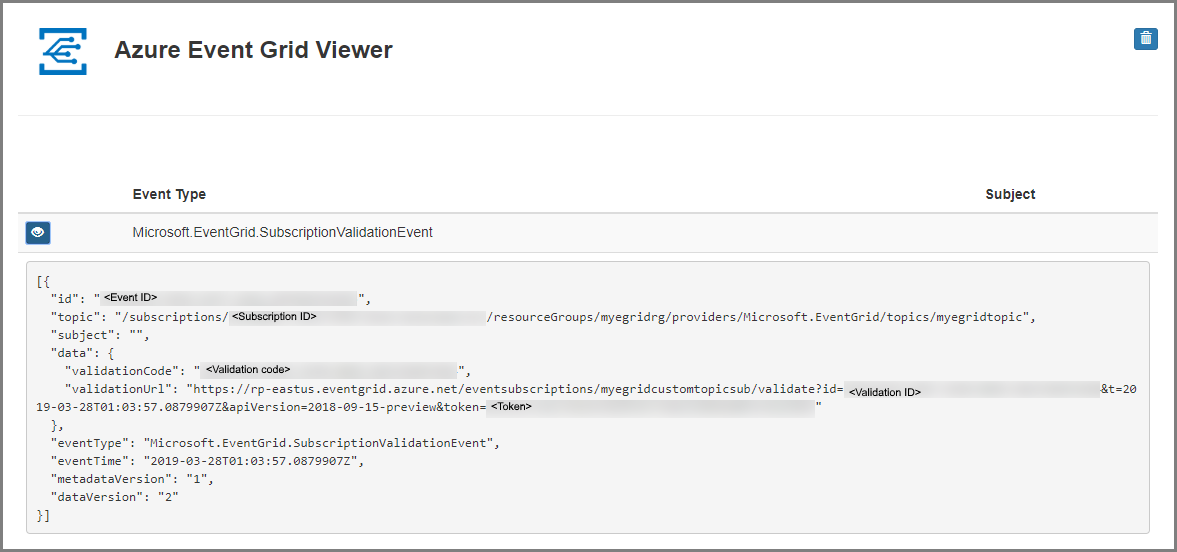 Azure Event Grid Viewer
Event Type Subject
Microsoft.EventGrid.SubscriptionValidationEvent
[{
"id": "<Event ID>",
"topic": "/subscriptions/<Subscription ID>/resourceGroups/myegridrg/providers/Microsoft.EventGrid/topics/myegridtopic",
"subject": "",
"data": {
"validationCode": "<Validation code>",
"validationUrl": "https://rp-eastus.eventgrid.azure.net/eventsubscriptions/myegridcustomtopicsub/validate?id=<Validation ID>&t=20
19-03-28T01:03:57.0879907Z&apiVersion=2018-09-15-preview&token=<Token>"
},
"eventType": "Microsoft.EventGrid.SubscriptionValidationEvent",
"eventTime": "2019-03-28T01:03:57.0879907Z",
"metadataVersion": "1",
"dataVersion": "2"
}]